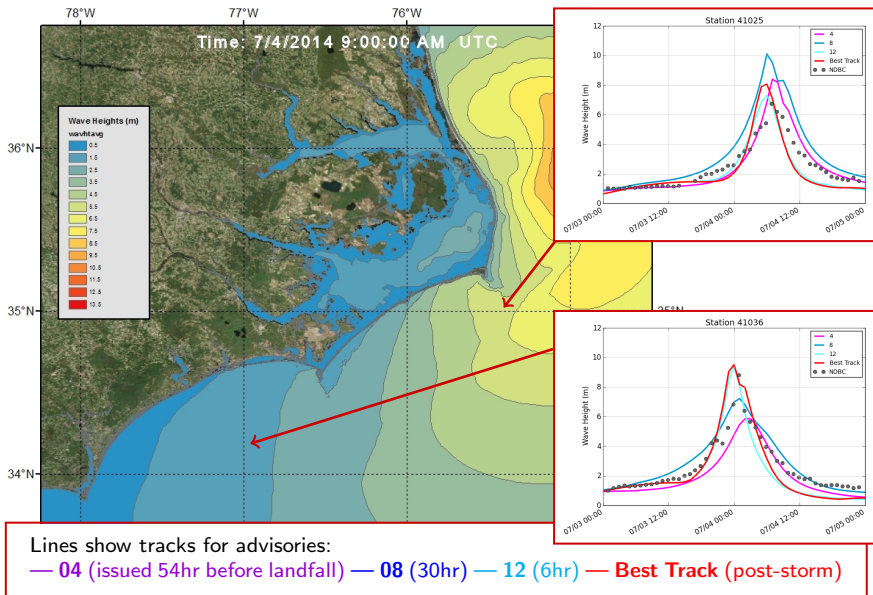 78°W 77°W 76°W
Time: 7/4/2014 9:00:00 AM UTC
36°N
35°N
34°N
Wave Heights (m)
wavhtavg
0.5
1.5
2.5
3.5
4.5
5.5
6.5
7.5
8.5
9.5
10.5
11.5
12.5
13.5
Station 41025
Wave Height (m)
12
10
8
6
4
2
0
07/03 00:00
07/03 12:00
07/04 00:00
07/04 12:00
07/05 00:00
4
8
12
Best Track
NDBC
Station 41036
Wave Height (m)
12
10
8
6
4
2
0
07/03 00:00
07/03 12:00
07/04 00:00
07/04 12:00
07/05 00:00
4
8
12
Best Track
NDBC
Lines show tracks for advisories:
— 04 (issued 54hr before landfall) — 08 (30hr) — 12 (6hr) — Best Track (post-storm)